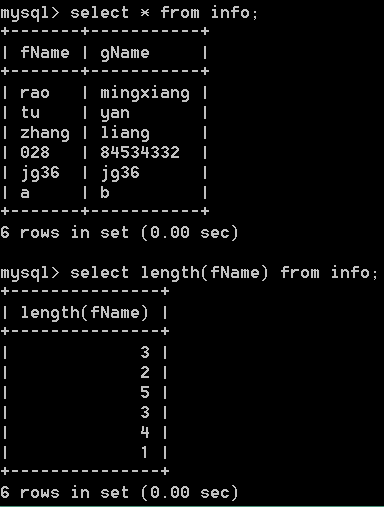 mysql> select * from info;
+-------+-----------+
| fName | gName     |
+-------+-----------+
| rao   | mingxiang |
| tu    | yan       |
| zhang | liang     |
| 028   | 84534332  |
| jg36  | jg36      |
| a     | b         |
+-------+-----------+
6 rows in set (0.00 sec)

mysql> select length(fName) from info;
+---------------+
| length(fName) |
+---------------+
|             3 |
|             2 |
|             5 |
|             3 |
|             4 |
|             1 |
+---------------+
6 rows in set (0.00 sec)